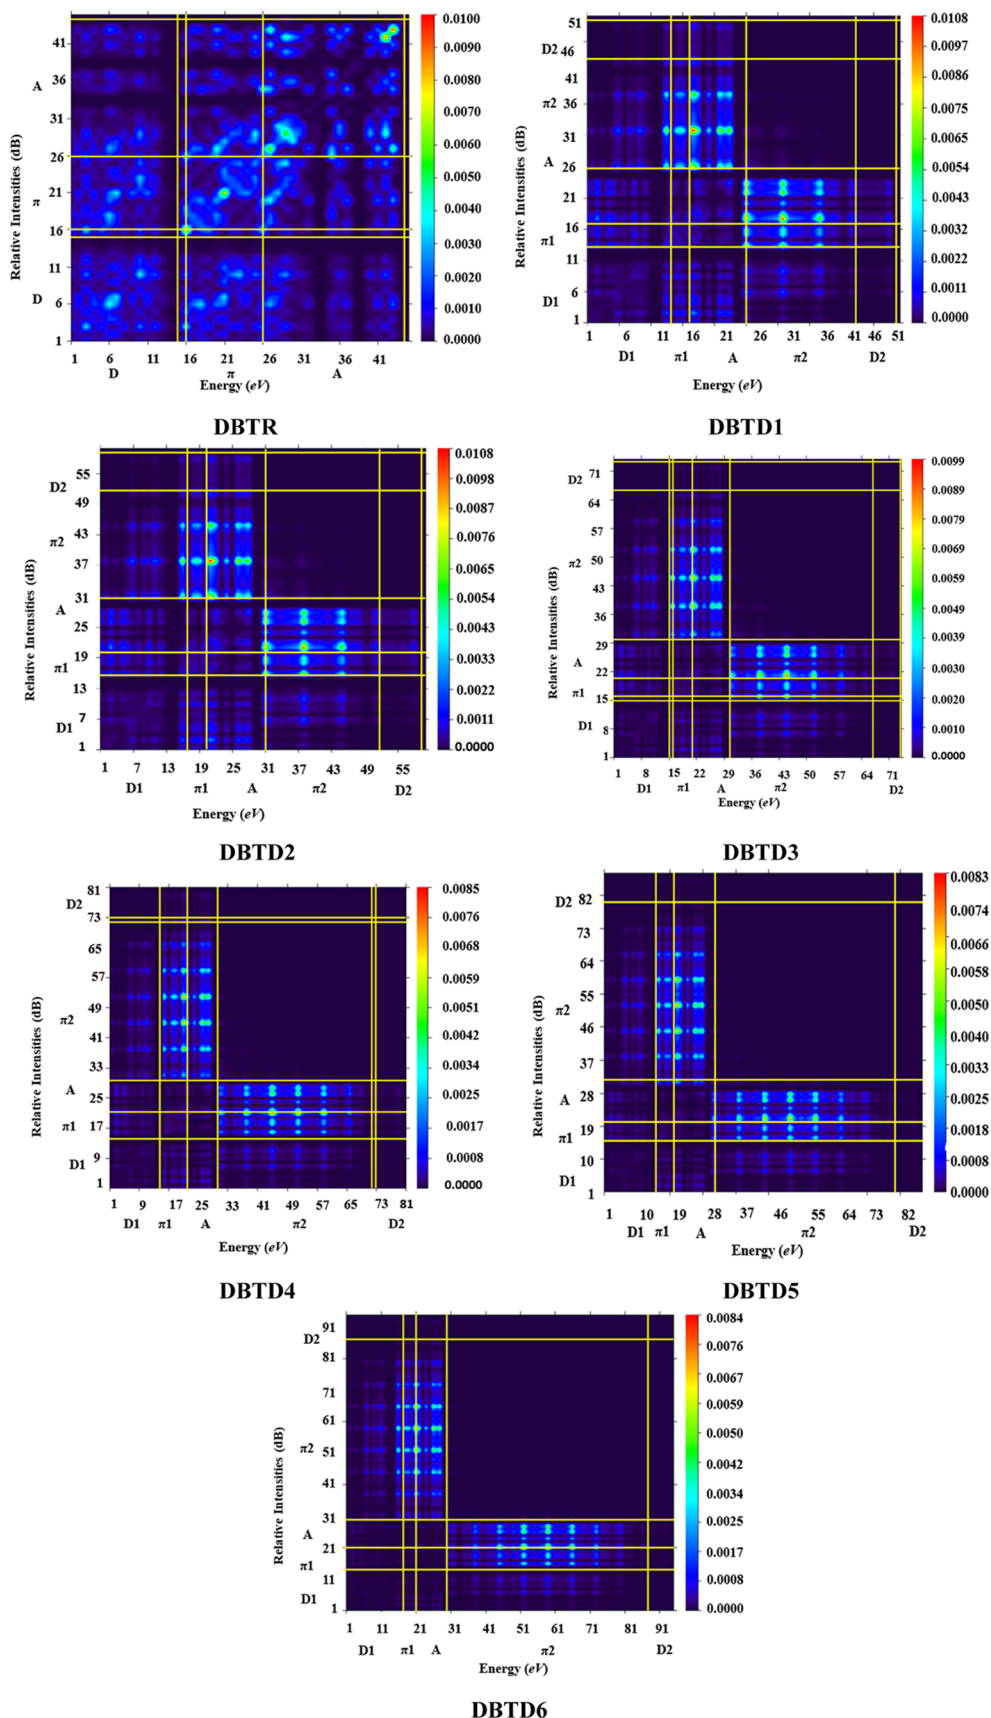 0.0100
0.0090
0.0080
0.0070
0.0060
0.0050
0.0040
0.0030
0.0020
0.0010
0.0000
41
36
31
26
21
16
11
6
1
A
π
D
Relative Intensities (dB)
1 6 11 16 21 26 31 36 41
D π A
Energy (eV)
DBTR
0.0108
0.0097
0.0086
0.0075
0.0065
0.0054
0.0043
0.0032
0.0022
0.0011
0.0000
51
D2 46
41
π2 36
31
A 26
21
16
π1
11
D1 6
1
Relative Intensities (dB)
1 6 11 16 21 26 31 36 41 46 51
D1 π1 A π2 D2
Energy (eV)
DBTD1
0.0108
0.0098
0.0087
0.0076
0.0065
0.0054
0.0043
0.0033
0.0022
0.0011
0.0000
55
D2
49
43
π2
37
31
A
25
19
π1
13
7
D1
1
Relative Intensities (dB)
1 7 13 19 25 31 37 43 49 55
D1 π1 A π2 D2
Energy (eV)
DBTD2
0.0099
0.0089
0.0079
0.0069
0.0059
0.0049
0.0039
0.0030
0.0020
0.0010
0.0000
71
D2
64
57
50
π2
43
36
29
A
22
π1
15
D1
8
1
Relative Intensities (dB)
1 8 15 22 29 36 43 50 57 64 71
D1 π1 A π2 D2
Energy (eV)
DBTD3
0.0085
0.0076
0.0068
0.0059
0.0051
0.0042
0.0034
0.0025
0.0017
0.0008
0.0000
81
D2
73
65
57
49
π2
41
33
A
25
π1 17
D1 9
1
Relative Intensities (dB)
1 9 17 25 33 41 49 57 65 73 81
D1 π1 A π2 D2
Energy (eV)
DBTD4
0.0083
0.0074
0.0066
0.0058
0.0050
0.0040
0.0034
0.0025
0.0018
0.0008
0.0000
D2 82
73
64
55
π2
46
37
A 28
19
π1
10
D1
1
Relative Intensities (dB)
1 10 19 28 37 46 55 64 73 82
D1 π1 A π2 D2
Energy (eV)
DBTD5
0.0084
0.0076
0.0067
0.0059
0.0050
0.0042
0.0034
0.0025
0.0017
0.0008
0.0000
91
D2
81
71
61
π2 51
41
31
A
21
π1
11
D1
1
Relative Intensities (dB)
1 11 21 31 41 51 61 71 81 91
D1 π1 A π2 D2
Energy (eV)
DBTD6